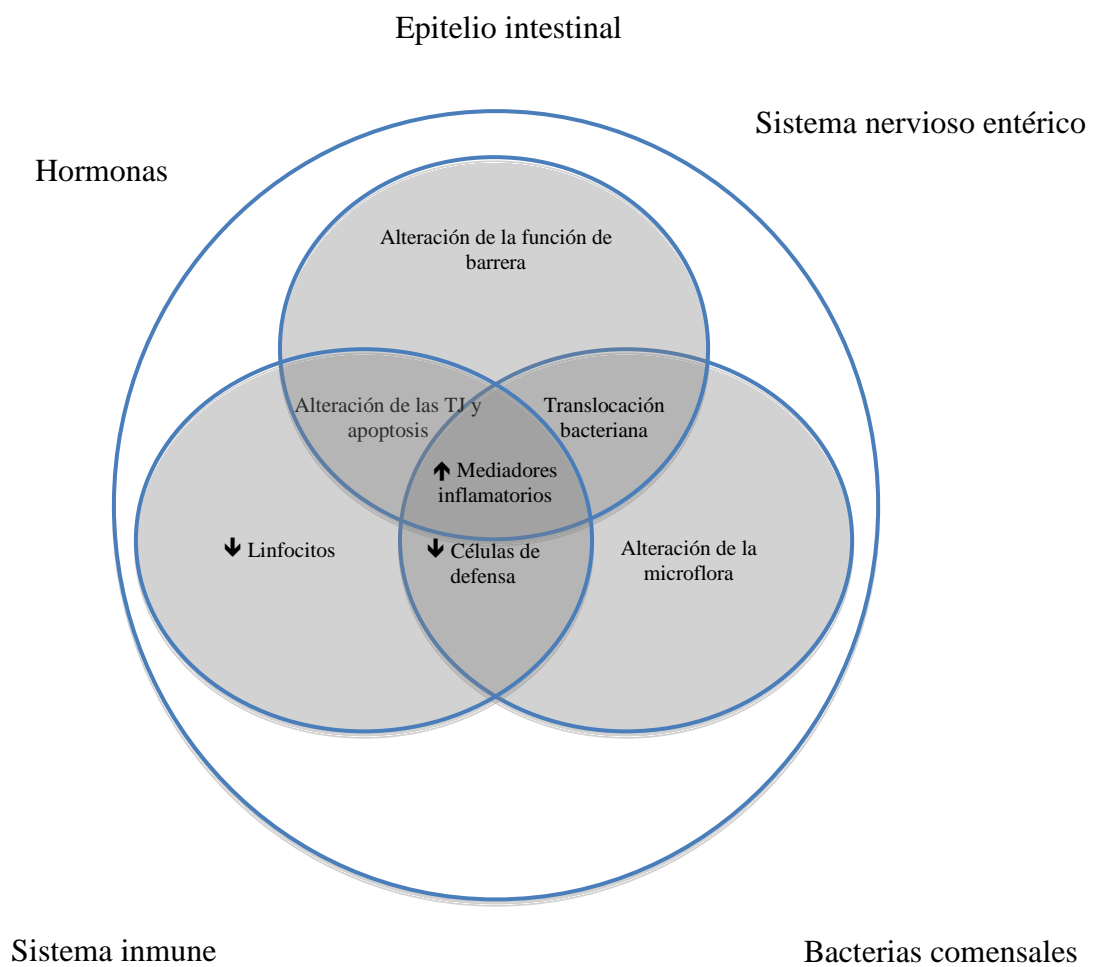 Epitelio intestinal
Sistema nervioso entérico
Hormonas
Alteración de la función de
barrera
Alteración de las TJ y
apoptosis
Translocación
bacteriana
↑ Mediadores
inflamatorios
↓ Linfocitos
↓ Células de
defensa
Alteración de la
microflora
Sistema inmune
Bacterias comensales